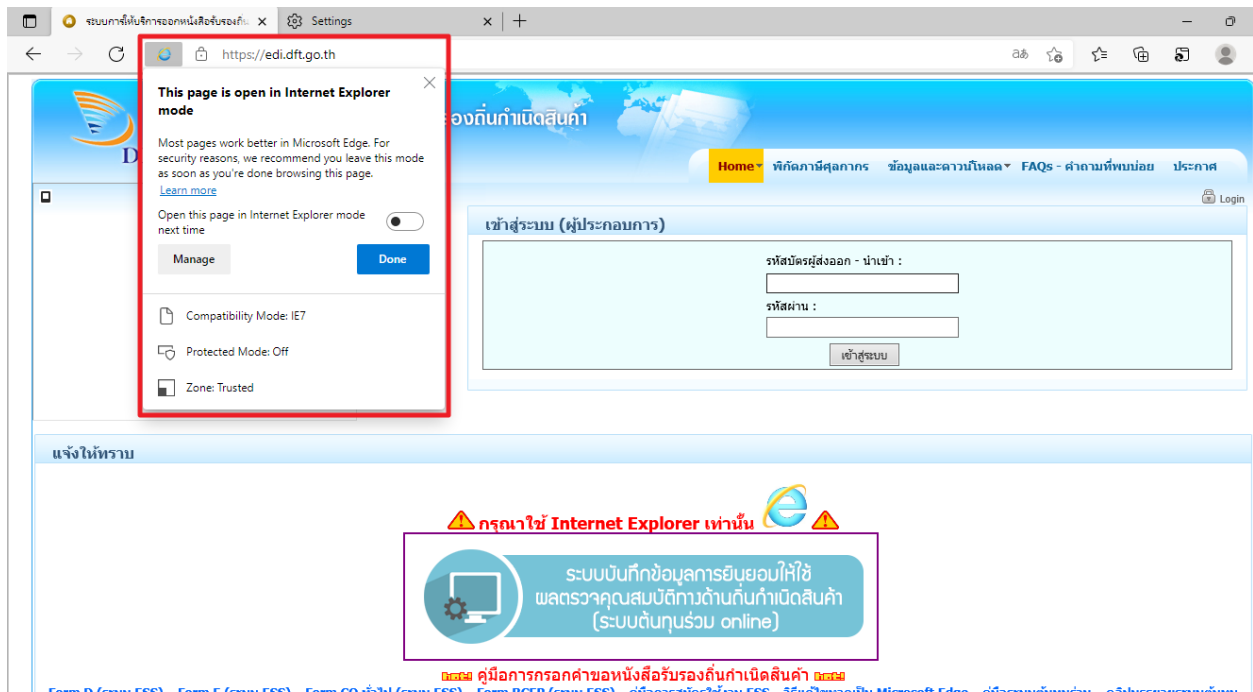 ระบบการให้บริการออกหนังสือรับรองถิ่น
Settings
https://edi.dft.go.th
This page is open in Internet Explorer
mode
Most pages work better in Microsoft Edge. For
security reasons, we recommend you leave this mode
as soon as you're done browsing this page.
Learn more
Open this page in Internet Explorer mode
next time
Manage
Done
Compatibility Mode: IE7
Protected Mode: Off
Zone: Trusted
D
องถิ่นกำเนิดสินค้า
Home พิกัดภาษีศุลกากร ข้อมูลและดาวน์โหลด FAQs - คำถามที่พบบ่อย ประกาศ
Login
เข้าสู่ระบบ (ผู้ประกอบการ)
รหัสบัตรผู้ส่งออก - นำเข้า :
รหัสผ่าน :
เข้าสู่ระบบ
แจ้งให้ทราบ
กรุณาใช้ Internet Explorer เท่านั้น
ระบบบันทึกข้อมูลการยินยอมให้ใช้
ผลตรวจคุณสมบัติทางด้านถิ่นกำเนิดสินค้า
(ระบบต้นทุนร่วม online)
คู่มือการกรอกคำขอหนังสือรับรองถิ่นกำเนิดสินค้า